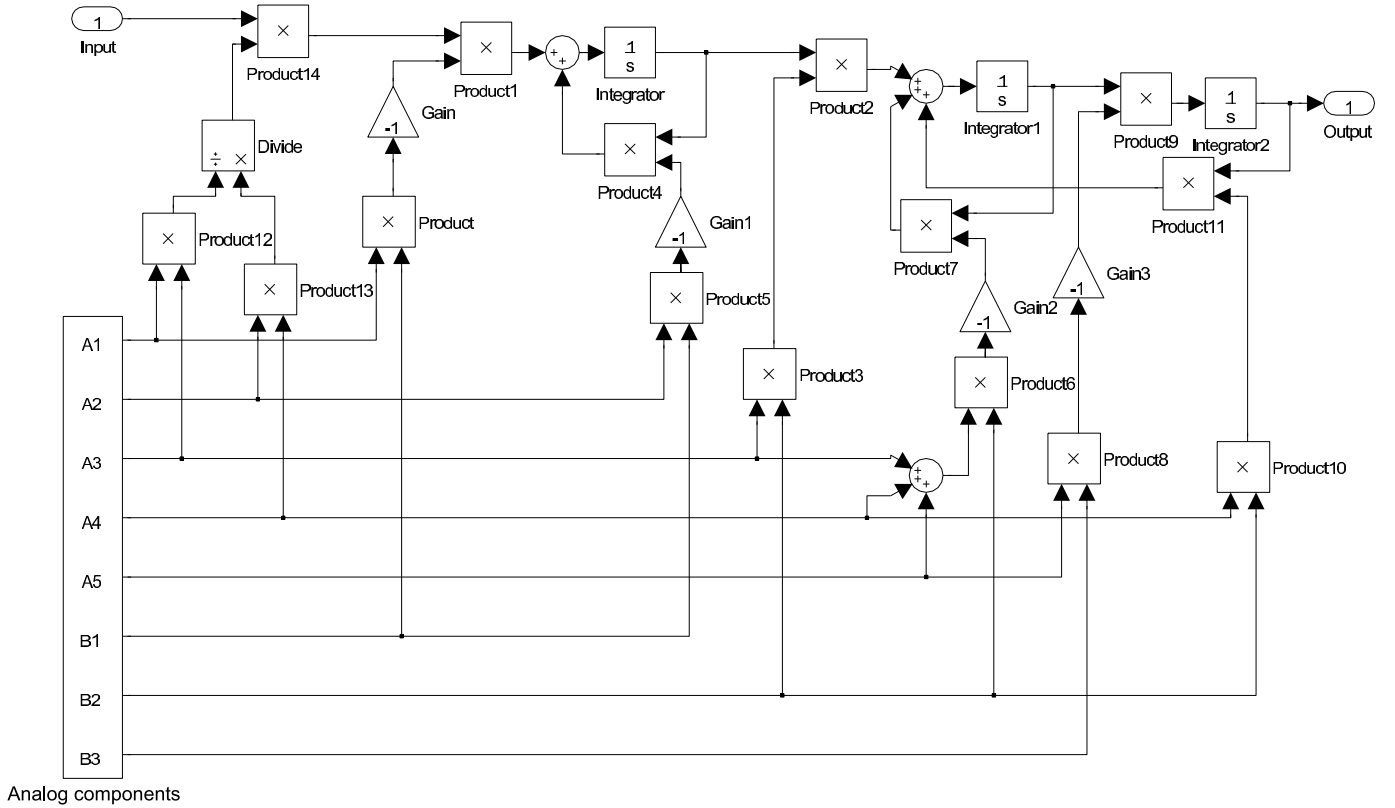 1
Input
×
Product14
×
Product1
+
+
1
s
Integrator
×
Product2
+
+
+
1
s
Integrator1
×
Product9
1
s
Integrator2
1
Output
Gain
-1
÷
×
Divide
×
Product4
×
Product11
×
Product12
×
Product
-1
Gain1
×
Product7
×
Product13
×
Product5
-1
Gain2
-1
Gain3
×
Product3
×
Product6
×
Product8
×
Product10
+
+
+
A1
A2
A3
A4
A5
B1
B2
B3
Analog components